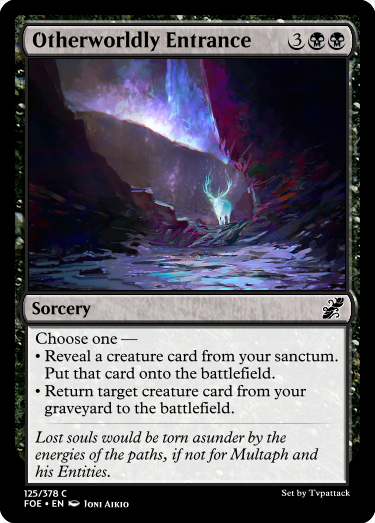 Otherworldly Entrance 3
Sorcery
Choose one —
• Reveal a creature card from your sanctum.
Put that card onto the battlefield.
• Return target creature card from your
graveyard to the battlefield.
Lost souls would be torn asunder by the
energies of the paths, if not for Multaph and
his Entities.
125/378 C
FOE • EN Joni Aikio
Set by Tvpattack